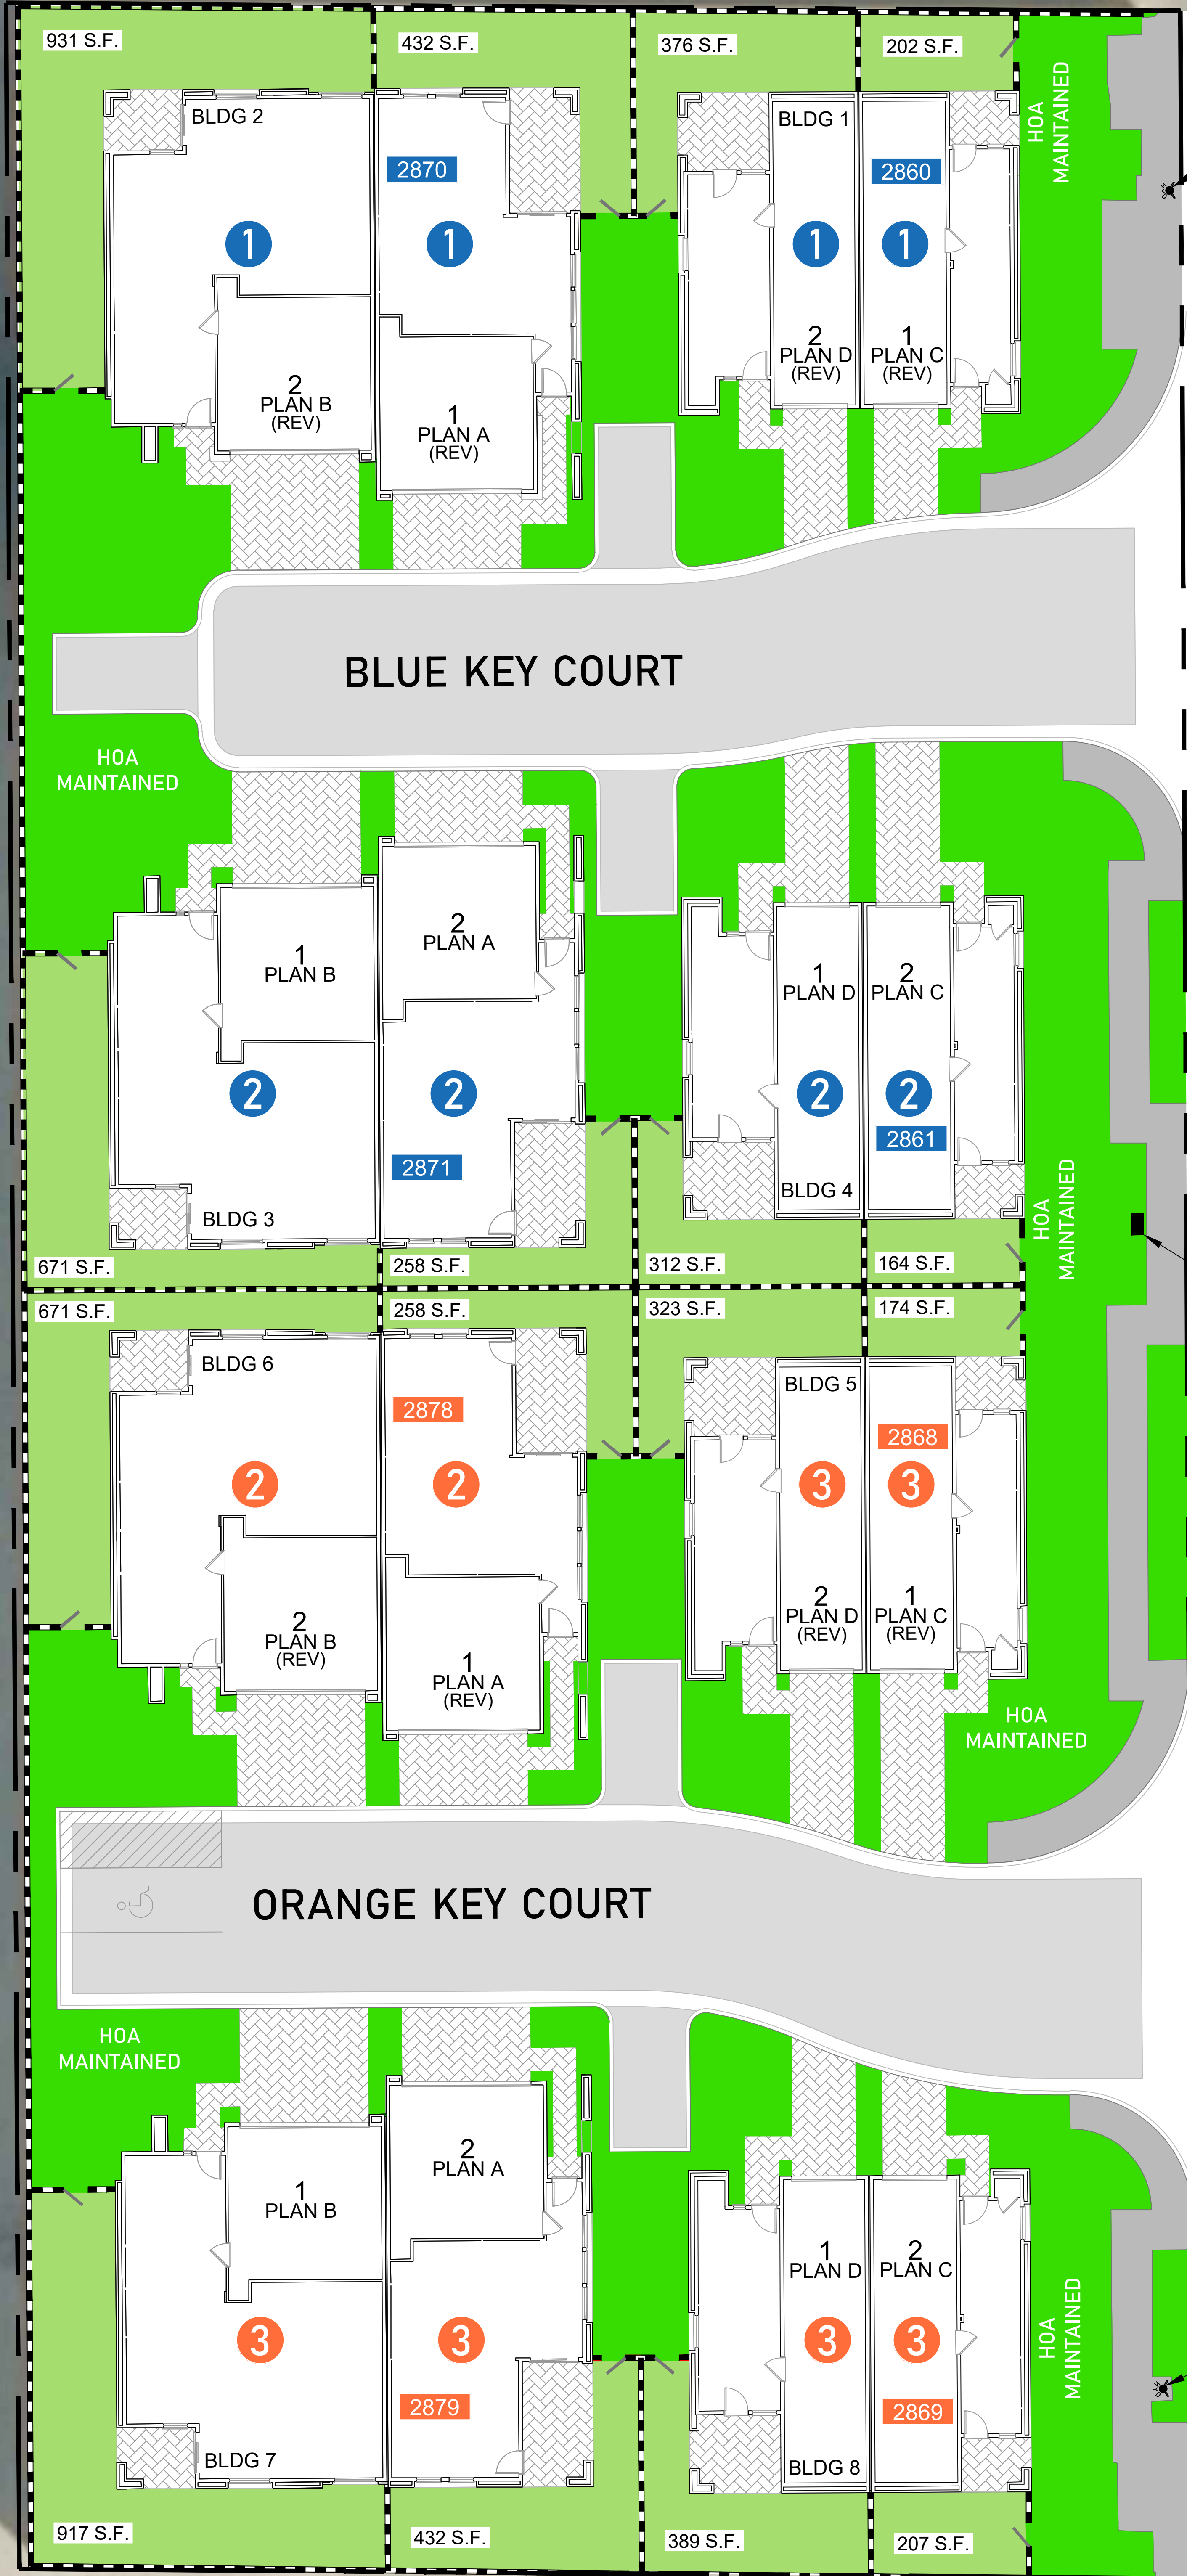 931 S.F.
432 S.F.
376 S.F.
202 S.F.
BLDG 2
2870
BLDG 1
2860
HOA
MAINTAINED
1
1
1
1
2
PLAN B
(REV)
1
PLAN A
(REV)
2
PLAN D
(REV)
1
PLAN C
(REV)
BLUE KEY COURT
HOA
MAINTAINED
1
PLAN B
2
PLAN A
1
PLAN D
2
PLAN C
2
2
2
2
2871
2861
BLDG 3
BLDG 4
HOA
MAINTAINED
671 S.F.
258 S.F.
312 S.F.
164 S.F.
671 S.F.
258 S.F.
323 S.F.
174 S.F.
BLDG 6
2878
BLDG 5
2868
2
2
3
3
2
PLAN B
(REV)
1
PLAN A
(REV)
2
PLAN D
(REV)
1
PLAN C
(REV)
HOA
MAINTAINED
ORANGE KEY COURT
HOA
MAINTAINED
1
PLAN B
2
PLAN A
1
PLAN D
2
PLAN C
3
3
3
3
HOA
MAINTAINED
2879
2869
BLDG 7
BLDG 8
917 S.F.
432 S.F.
389 S.F.
207 S.F.